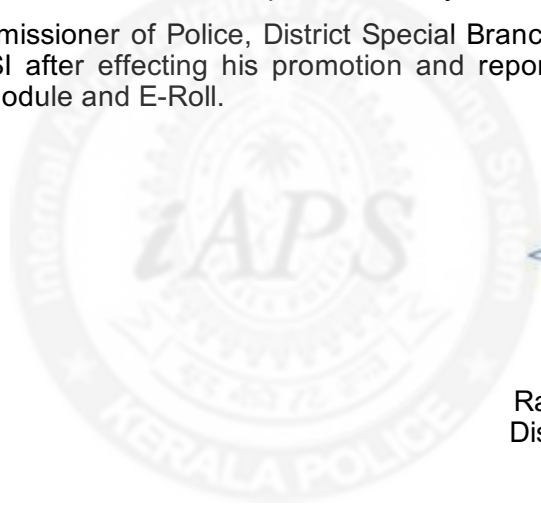 missioner of Police, District Special Branc
SI after effecting his promotion and repor
odule and E-Roll.
iAPS
System
KERALA POLICE
Ra
Dis